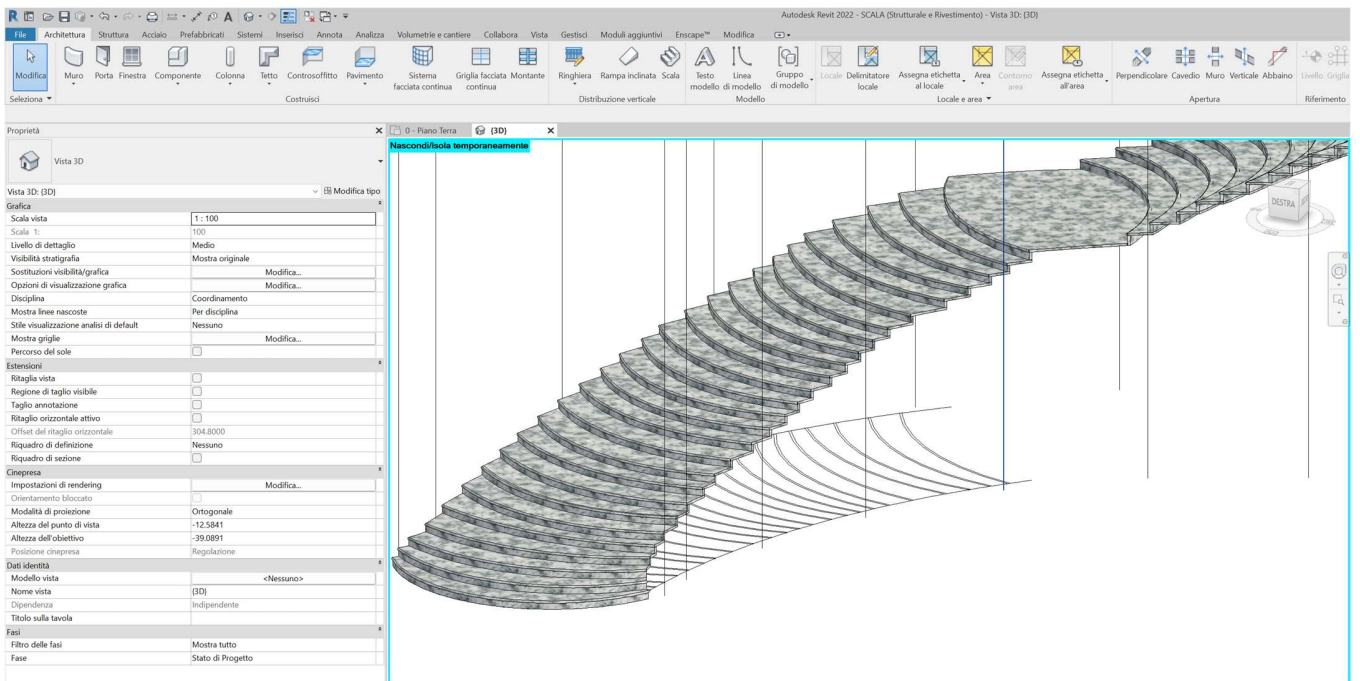 Autodesk Revit 2022 - SCALA (Strutturale e Rivestimento) - Vista 3D: {3D}
File Architettura Struttura Acciaio Prefabbricati Sistemi Inserisci Annota Analizza Volumetrie e cantiere Collabora Vista Gestisci Moduli aggiuntivi Enscape™ Modifica
Modifica Muro Porta Finestra Componente Colonna Tetto Controsoffitto Pavimento Sistema facciata continua Griglia facciata continua Montante Ringhiera Rampa inclinata Scala Testo modello Linea di modello Gruppo di modello Locale Delimitatore locale Assegna etichetta al locale Area Contorno area Assegna etichetta all'area Perpendicolare Cavedio Muro Verticale Abbaino Livello Griglia
Seleziona Costruisci Distribuzione verticale Modello Locale e area Apertura Riferimento
Proprietà
0 - Piano Terra {3D}
Nascondi/Isola temporaneamente
Vista 3D
Vista 3D: {3D} Modifica tipo
Grafica
Scala vista 1 : 100
Scala 1: 100
Livello di dettaglio Medio
Visibilità stratigrafia Mostra originale
Sostituzioni visibilità/grafica Modifica...
Opzioni di visualizzazione grafica Modifica...
Disciplina Coordinamento
Mostra linee nascoste Per disciplina
Stile visualizzazione analisi di default Nessuno
Mostra griglie Modifica...
Percorso del sole
Estensioni
Ritaglia vista
Regione di taglio visibile
Taglio annotazione
Ritaglio orizzontale attivo
Offset del ritaglio orizzontale 304.8000
Riquadro di definizione Nessuno
Riquadro di sezione
Cinepresa
Impostazioni di rendering Modifica...
Orientamento bloccato
Modalità di proiezione Ortogonale
Altezza del punto di vista -12.5841
Altezza dell'obiettivo -39.0891
Posizione cinepresa Regolazione
Dati identità
Modello vista <Nessuno>
Nome vista {3D}
Dipendenza Indipendente
Titolo sulla tavola
Fasi
Filtro delle fasi Mostra tutto
Fase Stato di Progetto
DESTRA